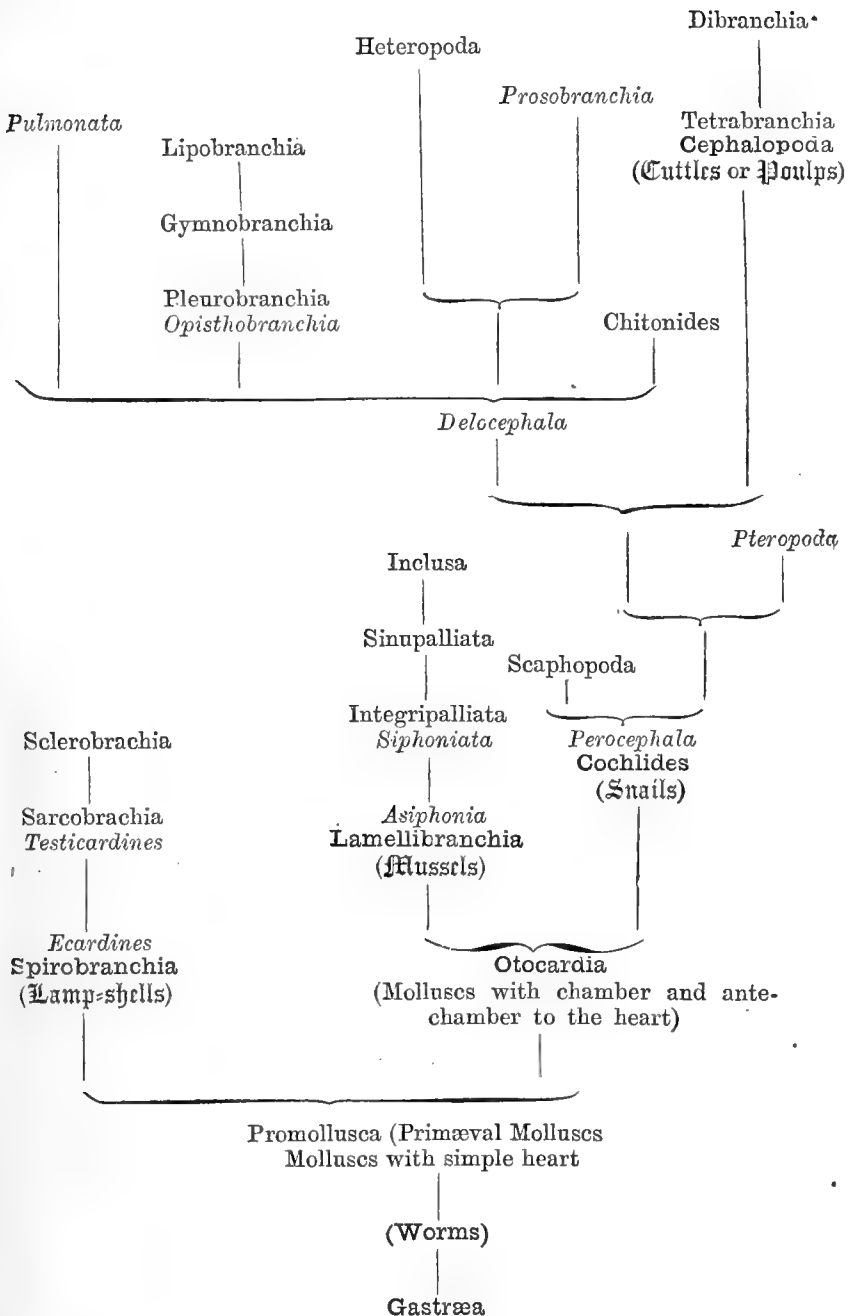 Dibranchia
Heteropoda
Prosobranchia
Pulmonata
Tetrabranchia
Cephalopoda
(Cuttles or Poulps)
Lipobranchia
Gymnobranchia
Pleurobranchia
Opisthobranchia
Chitonides
Delocephala
Pteropoda
Inclusa
Sinupalliata
Scaphopoda
Integripalliata
Siphoniata
Perocephala
Cochlides
(Snails)
Sclerobrachia
Sarcobrachia
Testicardines
Asiphonia
Lamellibranchia
(Mussels)
Ecardines
Spirobranchia
(Lamp-shells)
Otocardia
(Molluscs with chamber and ante-
chamber to the heart)
Promollusca (Primæval Molluscs
Molluscs with simple heart
(Worms)
Gastræa